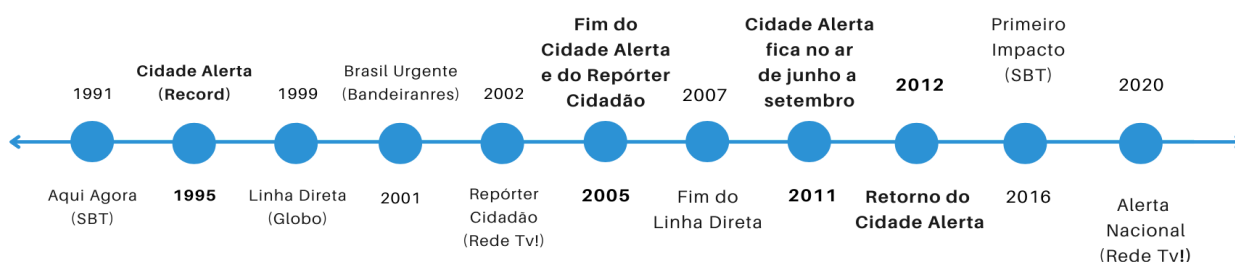 1991
Aqui Agora
(SBT)
Cidade Alerta
(Record)
1995
1999
Linha Direta
(Globo)
Brasil Urgente
(Bandeiranres)
2001
2002
Repórter
Cidadão
(Rede Tv!)
Fim do
Cidade Alerta
e do Repórter
Cidadão
2005
2007
Fim do
Linha Direta
Cidade Alerta
fica no ar
de junho a
setembro
2011
2012
Retorno do
Cidade Alerta
Primeiro
Impacto
(SBT)
2016
2020
Alerta
Nacional
(Rede Tv!)